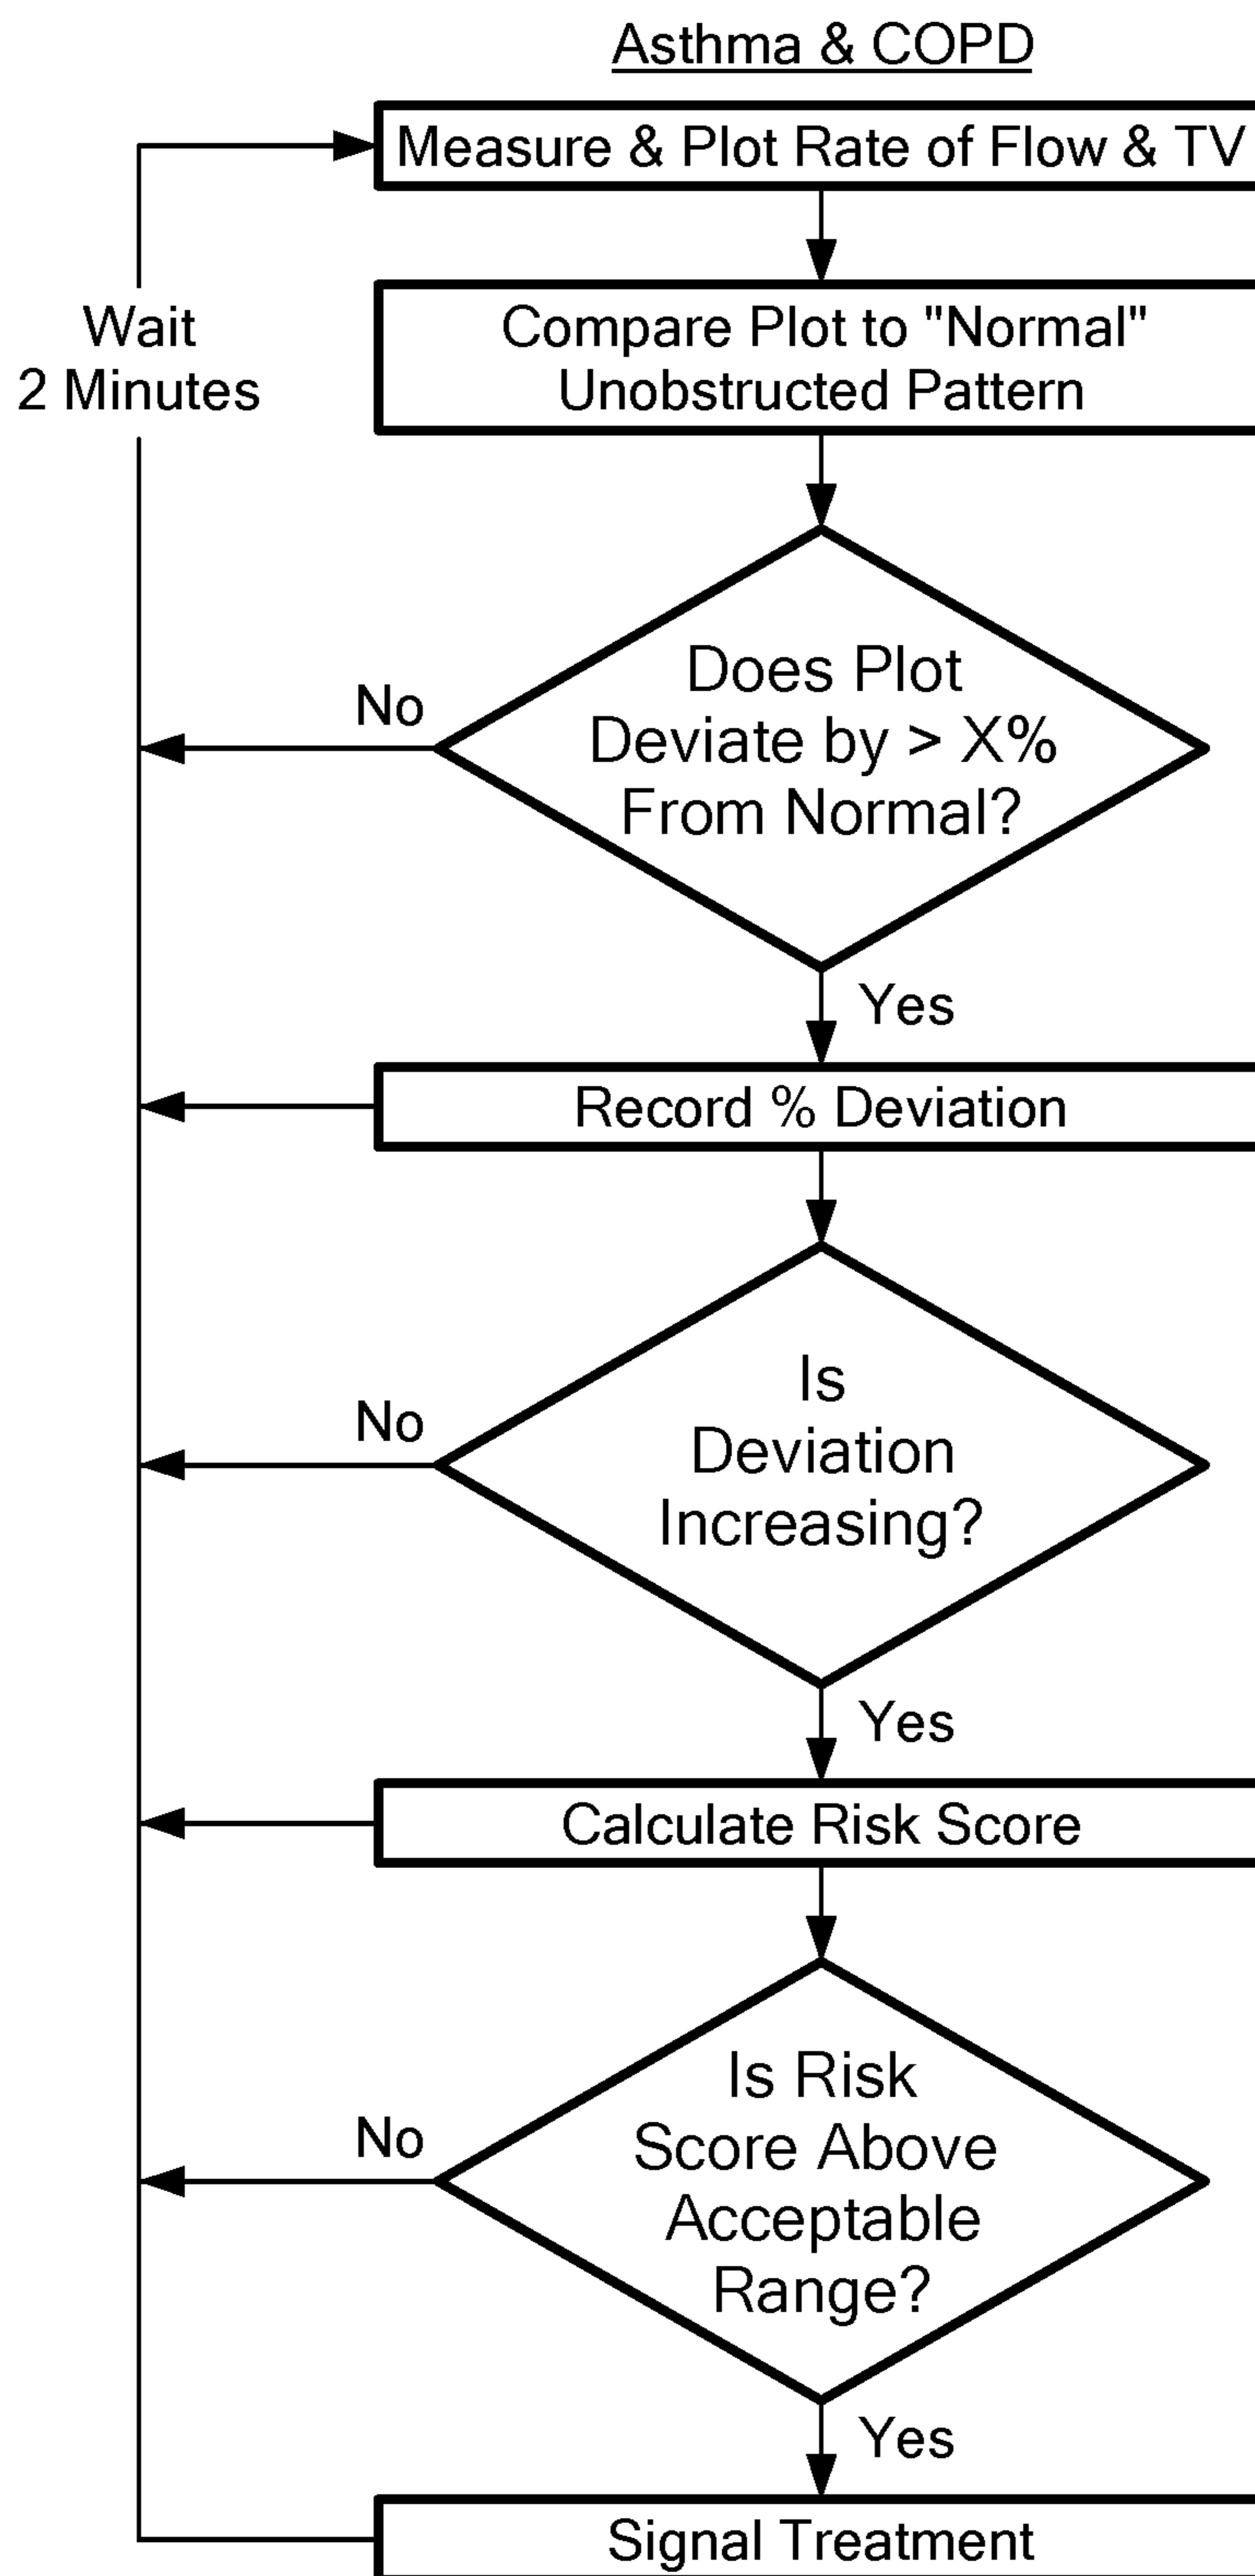 Asthma & COPD
Measure & Plot Rate of Flow & TV
Wait
2 Minutes
Compare Plot to "Normal"
Unobstructed Pattern
Does Plot
Deviate by > X%
From Normal?
No
Yes
Record % Deviation
Is
Deviation
Increasing?
No
Yes
Calculate Risk Score
Is Risk
Score Above
Acceptable
Range?
No
Yes
Signal Treatment